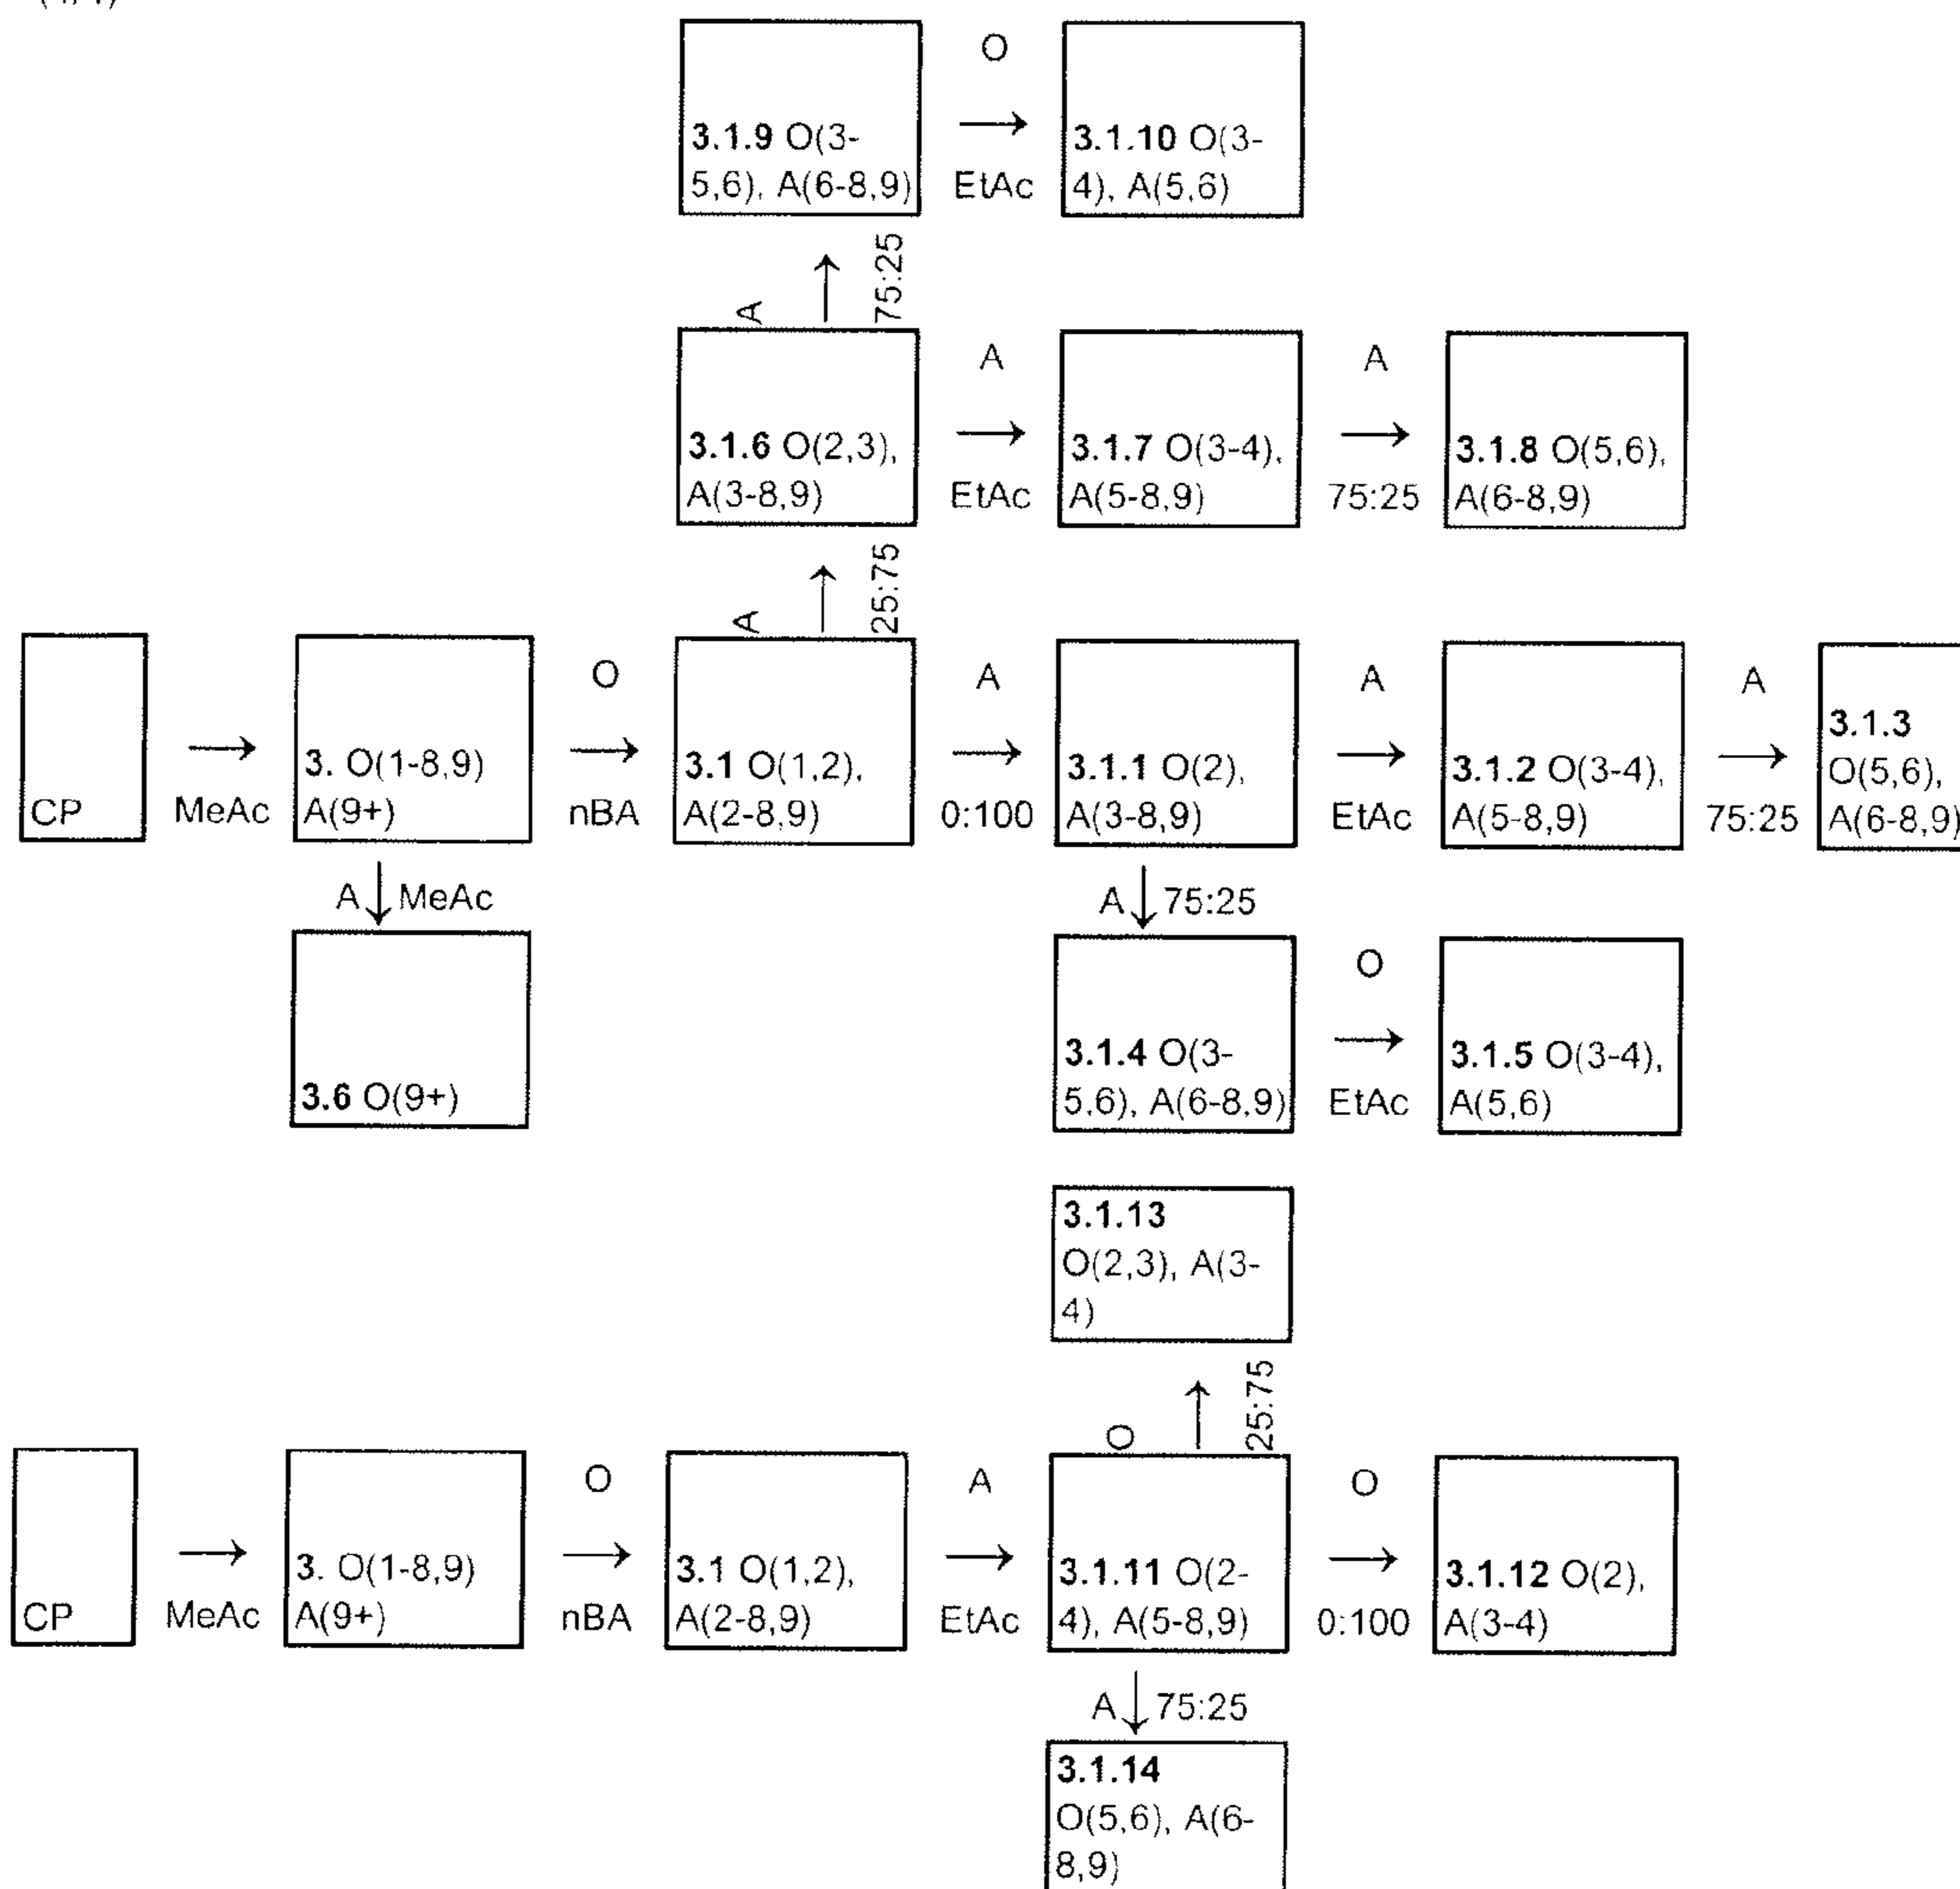 O
3.1.9 O(3-
5,6), A(6-8,9)
EtAc
3.1.10 O(3-
4), A(5,6)
A
75:25
3.1.6 O(2,3),
A(3-8,9)
A
EtAc
3.1.7 O(3-4),
A(5-8,9)
A
75:25
3.1.8 O(5,6),
A(6-8,9)
A
25:75
CP
MeAc
3. O(1-8,9)
A(9+)
O
nBA
3.1 O(1,2),
A(2-8,9)
A
0:100
3.1.1 O(2),
A(3-8,9)
A
EtAc
3.1.2 O(3-4),
A(5-8,9)
A
75:25
3.1.3
O(5,6),
A(6-8,9)
A MeAc
A 75:25
3.6 O(9+)
3.1.4 O(3-
5,6), A(6-8,9)
O
EtAc
3.1.5 O(3-4),
A(5,6)
3.1.13
O(2,3), A(3-
4)
O
25:75
CP
MeAc
3. O(1-8,9)
A(9+)
O
nBA
3.1 O(1,2),
A(2-8,9)
A
EtAc
3.1.11 O(2-
4), A(5-8,9)
O
0:100
3.1.12 O(2),
A(3-4)
A 75:25
3.1.14
O(5,6), A(6-
8,9)